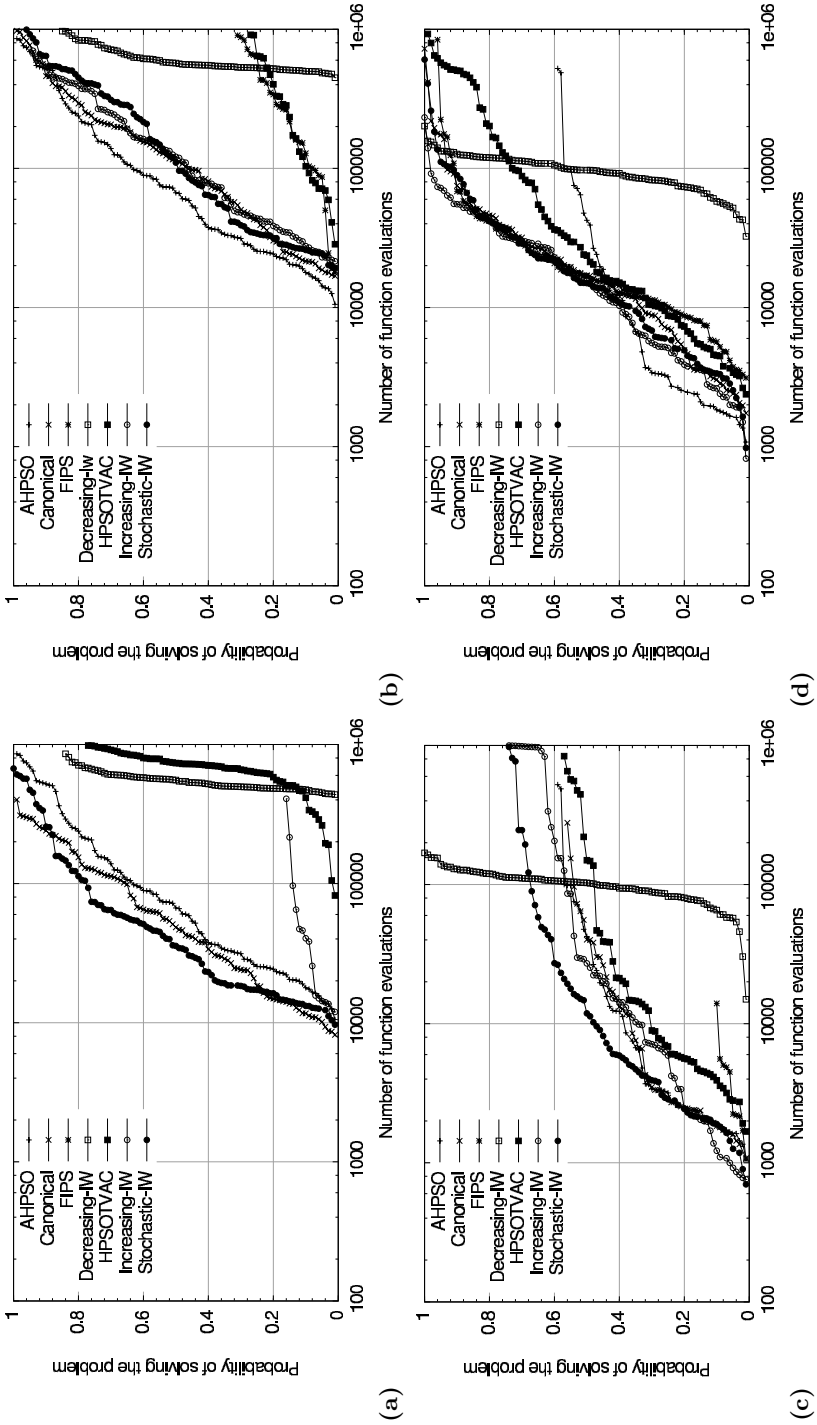 (a)
Probability of solving the problem
1
0.8
0.6
0.4
0.2
0
100
1000
10000
100000
1e+06
Number of function evaluations
AHPSO
Canonical
FIPS
Decreasing-IW
HPSOTVAC
Increasing-IW
Stochastic-IW
(b)
Probability of solving the problem
1
0.8
0.6
0.4
0.2
0
100
1000
10000
100000
1e+06
Number of function evaluations
AHPSO
Canonical
FIPS
Decreasing-Iw
HPSOTVAC
Increasing-IW
Stochastic-IW
(c)
Probability of solving the problem
1
0.8
0.6
0.4
0.2
0
100
1000
10000
100000
1e+06
Number of function evaluations
AHPSO
Canonical
FIPS
Decreasing-IW
HPSOTVAC
Increasing-IW
Stochastic-IW
(d)
Probability of solving the problem
1
0.8
0.6
0.4
0.2
0
100
1000
10000
100000
1e+06
Number of function evaluations
AHPSO
Canonical
FIPS
Decreasing-IW
HPSOTVAC
Increasing-IW
Stochastic-IW